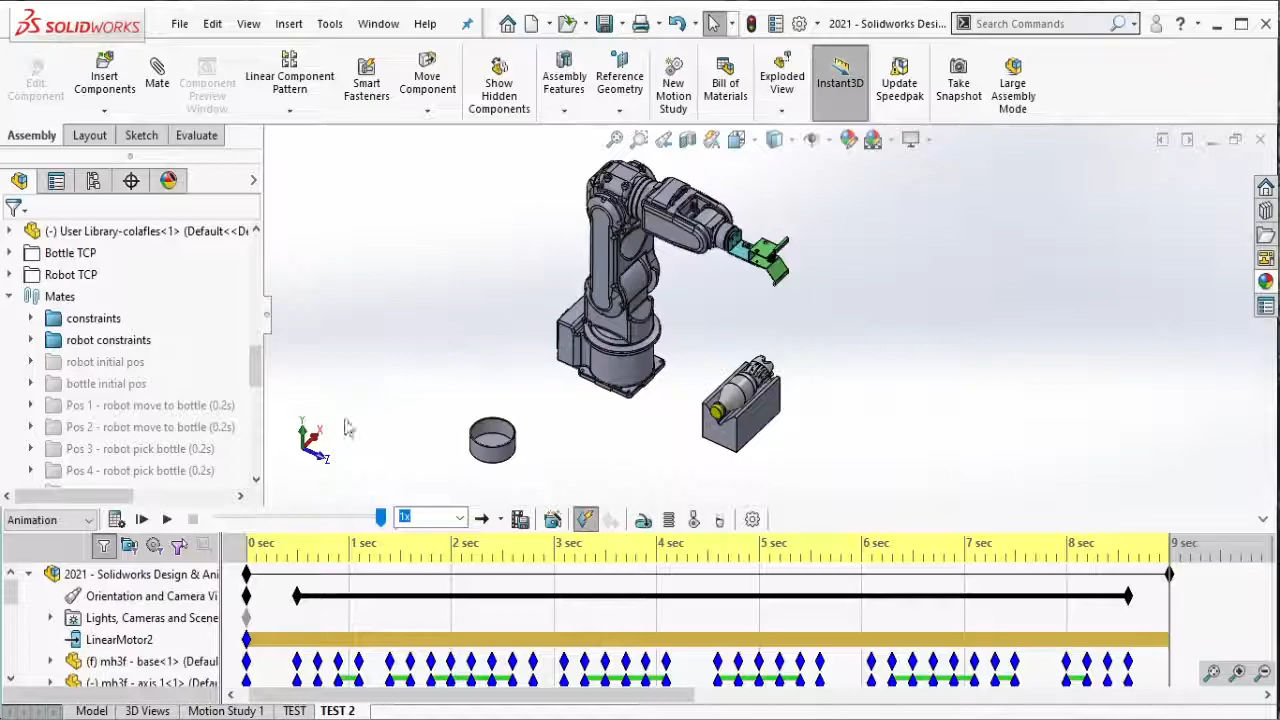 SOLIDWORKS
File Edit View Insert Tools Window Help
2021 - Solidworks Desi...
Search Commands
Edit Component
Insert Components
Mate
Component Preview Window
Linear Component Pattern
Smart Fasteners
Move Component
Show Hidden Components
Assembly Features
Reference Geometry
New Motion Study
Bill of Materials
Exploded View
Instant3D
Update Speedpak
Take Snapshot
Large Assembly Mode
Assembly Layout Sketch Evaluate
(-) User Library-colafles<1> (Default<<De
Bottle TCP
Robot TCP
Mates
constraints
robot constraints
robot initial pos
bottle initial pos
Pos 1 - robot move to bottle (0.2s)
Pos 2 - robot move to bottle (0.2s)
Pos 3 - robot pick bottle (0.2s)
Pos 4 - robot pick bottle (0.2s)
Y
X
Z
Animation
1x
0 sec 1 sec 2 sec 3 sec 4 sec 5 sec 6 sec 7 sec 8 sec 9 sec
2021 - Solidworks Design & Ani
Orientation and Camera Vi
Lights, Cameras and Scene
LinearMotor2
(f) mh3f - base<1> (Defaul
(-) mh3f - axis 1<1> (Defau
Model 3D Views Motion Study 1 TEST TEST 2